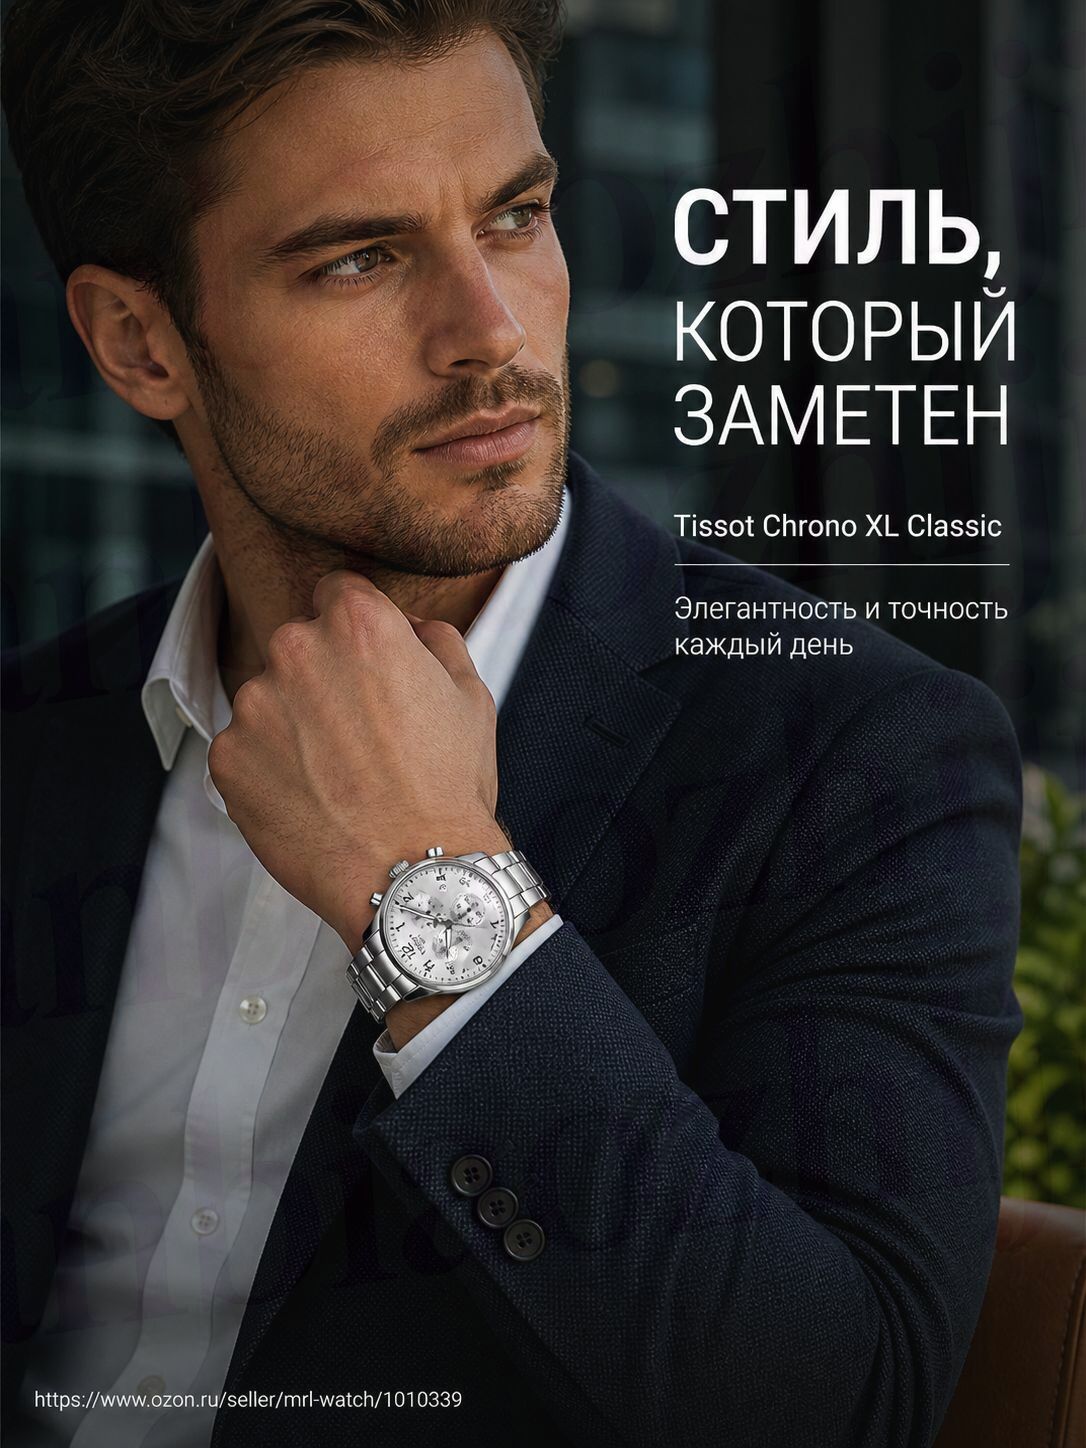 СТИЛЬ,
КОТОРЫЙ
ЗАМЕТЕН
Tissot Chrono XL Classic
Элегантность и точность
каждый день
https://www.ozon.ru/seller/mrl-watch/1010339